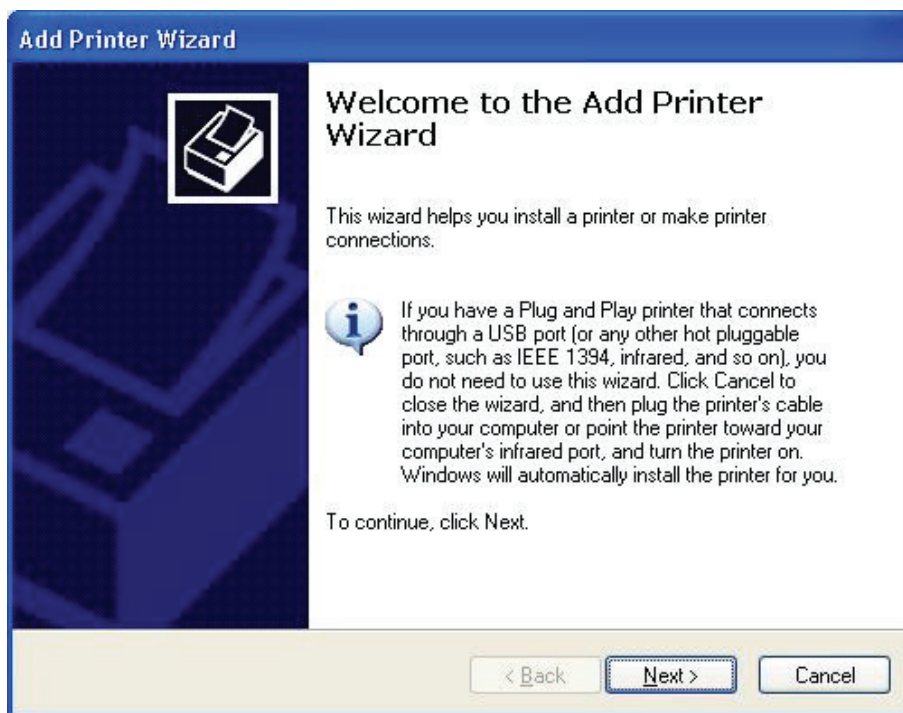 Add Printer Wizard
Welcome to the Add Printer
Wizard
This wizard helps you install a printer or make printer
connections.
If you have a Plug and Play printer that connects
through a USB port (or any other hot pluggable
port, such as IEEE 1394, infrared, and so on), you
do not need to use this wizard. Click Cancel to
close the wizard, and then plug the printer's cable
into your computer or point the printer toward your
computer's infrared port, and turn the printer on.
Windows will automatically install the printer for you.
To continue, click Next.
< Back Next > Cancel